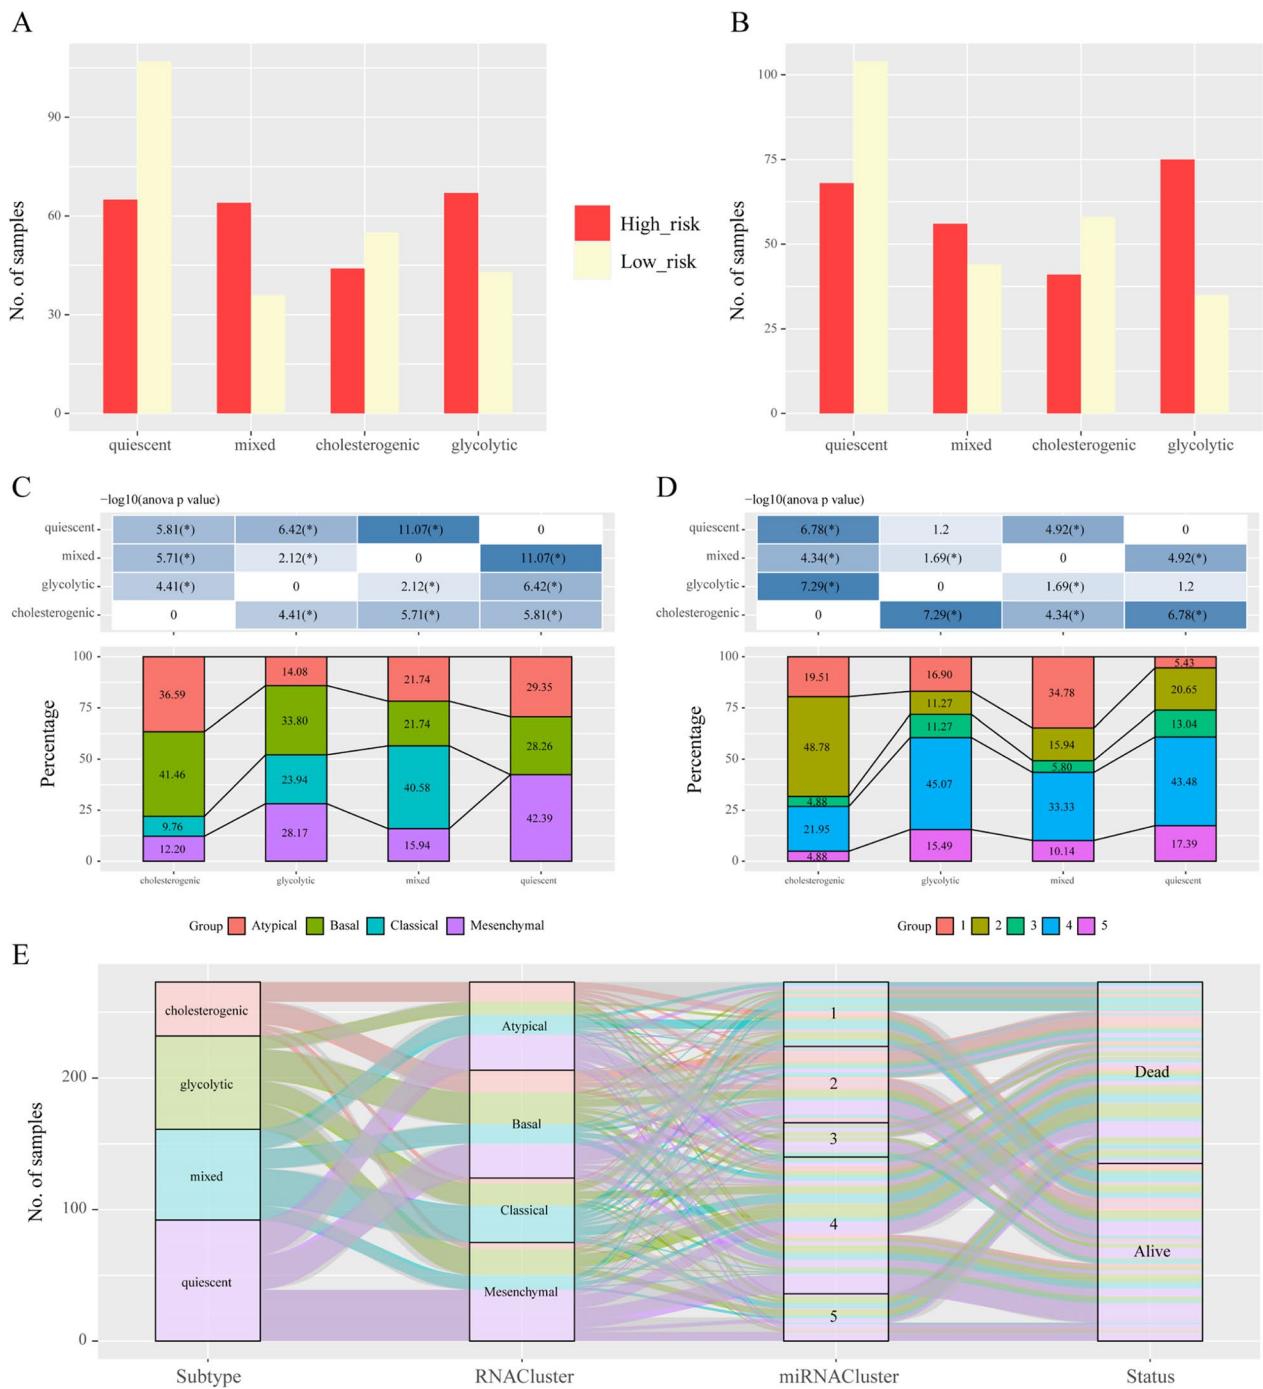 A
No. of samples
90
60
30
0
quiescent mixed cholesterogenic glycolytic
High_risk
Low_risk
B
No. of samples
100
75
50
25
0
quiescent mixed cholesterogenic glycolytic
C
−log10(anova p value)
quiescent 5.81(*) 6.42(*) 11.07(*) 0
mixed 5.71(*) 2.12(*) 0 11.07(*)
glycolytic 4.41(*) 0 2.12(*) 6.42(*)
cholesterogenic 0 4.41(*) 5.71(*) 5.81(*)
Percentage
100
75
50
25
0
36.59 41.46 9.76 12.20
14.08 33.80 23.94 28.17
21.74 21.74 40.58 15.94
29.35 28.26 42.39
cholesterogenic glycolytic mixed quiescent
Group Atypical Basal Classical Mesenchymal
D
−log10(anova p value)
quiescent 6.78(*) 1.2 4.92(*) 0
mixed 4.34(*) 1.69(*) 0 4.92(*)
glycolytic 7.29(*) 0 1.69(*) 1.2
cholesterogenic 0 7.29(*) 4.34(*) 6.78(*)
Percentage
100
75
50
25
0
19.51 48.78 4.88 21.95 4.88
16.90 11.27 11.27 45.07 15.49
34.78 15.94 5.80 33.33 10.14
5.43 20.65 13.04 43.48 17.39
cholesterogenic glycolytic mixed quiescent
Group 1 2 3 4 5
E
No. of samples
200
100
0
cholesterogenic
glycolytic
mixed
quiescent
Atypical
Basal
Classical
Mesenchymal
1
2
3
4
5
Dead
Alive
Subtype RNACluster miRNACluster Status